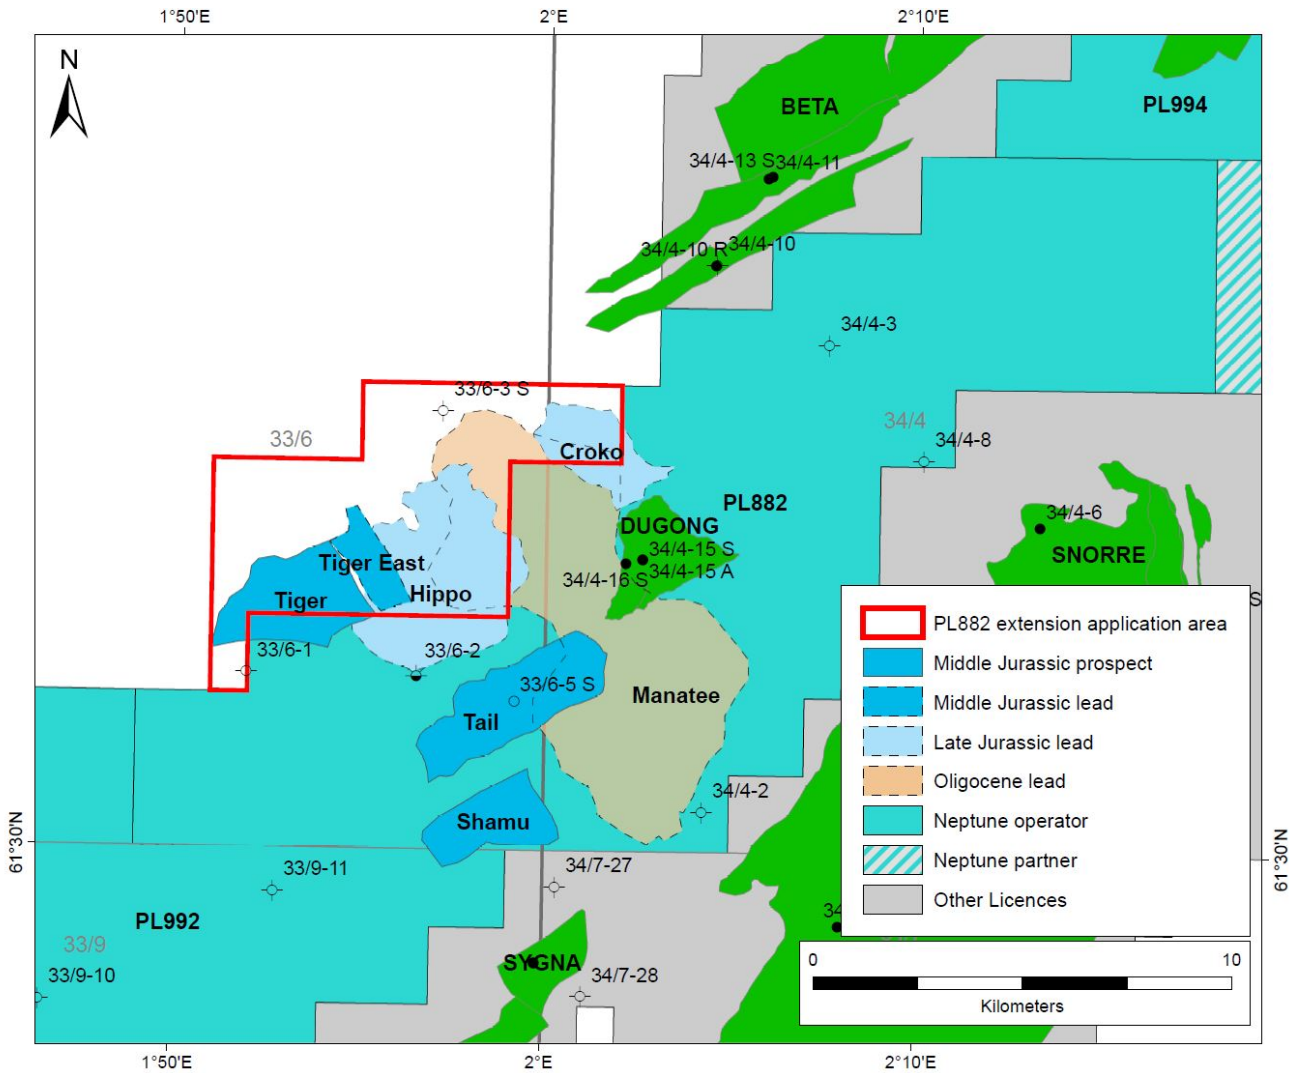 1°50'E
2°E
2°10'E
N
BETA
PL994
34/4-13 S
34/4-11
34/4-10 R
34/4-10
34/4-3
33/6-3 S
33/6
34/4
34/4-8
Croko
PL882
34/4-6
DUGONG
SNORRE
34/4-15 S
34/4-16 S
34/4-15 A
Tiger East
Hippo
Tiger
S
33/6-1
33/6-2
33/6-5 S
Manatee
Tail
34/4-2
Shamu
61°30'N
61°30'N
33/9-11
34/7-27
PL992
33/9
33/9-10
SYGNA
34/7-28
34
PL882 extension application area
Middle Jurassic prospect
Middle Jurassic lead
Late Jurassic lead
Oligocene lead
Neptune operator
Neptune partner
Other Licences
0
10
Kilometers
1°50'E
2°E
2°10'E